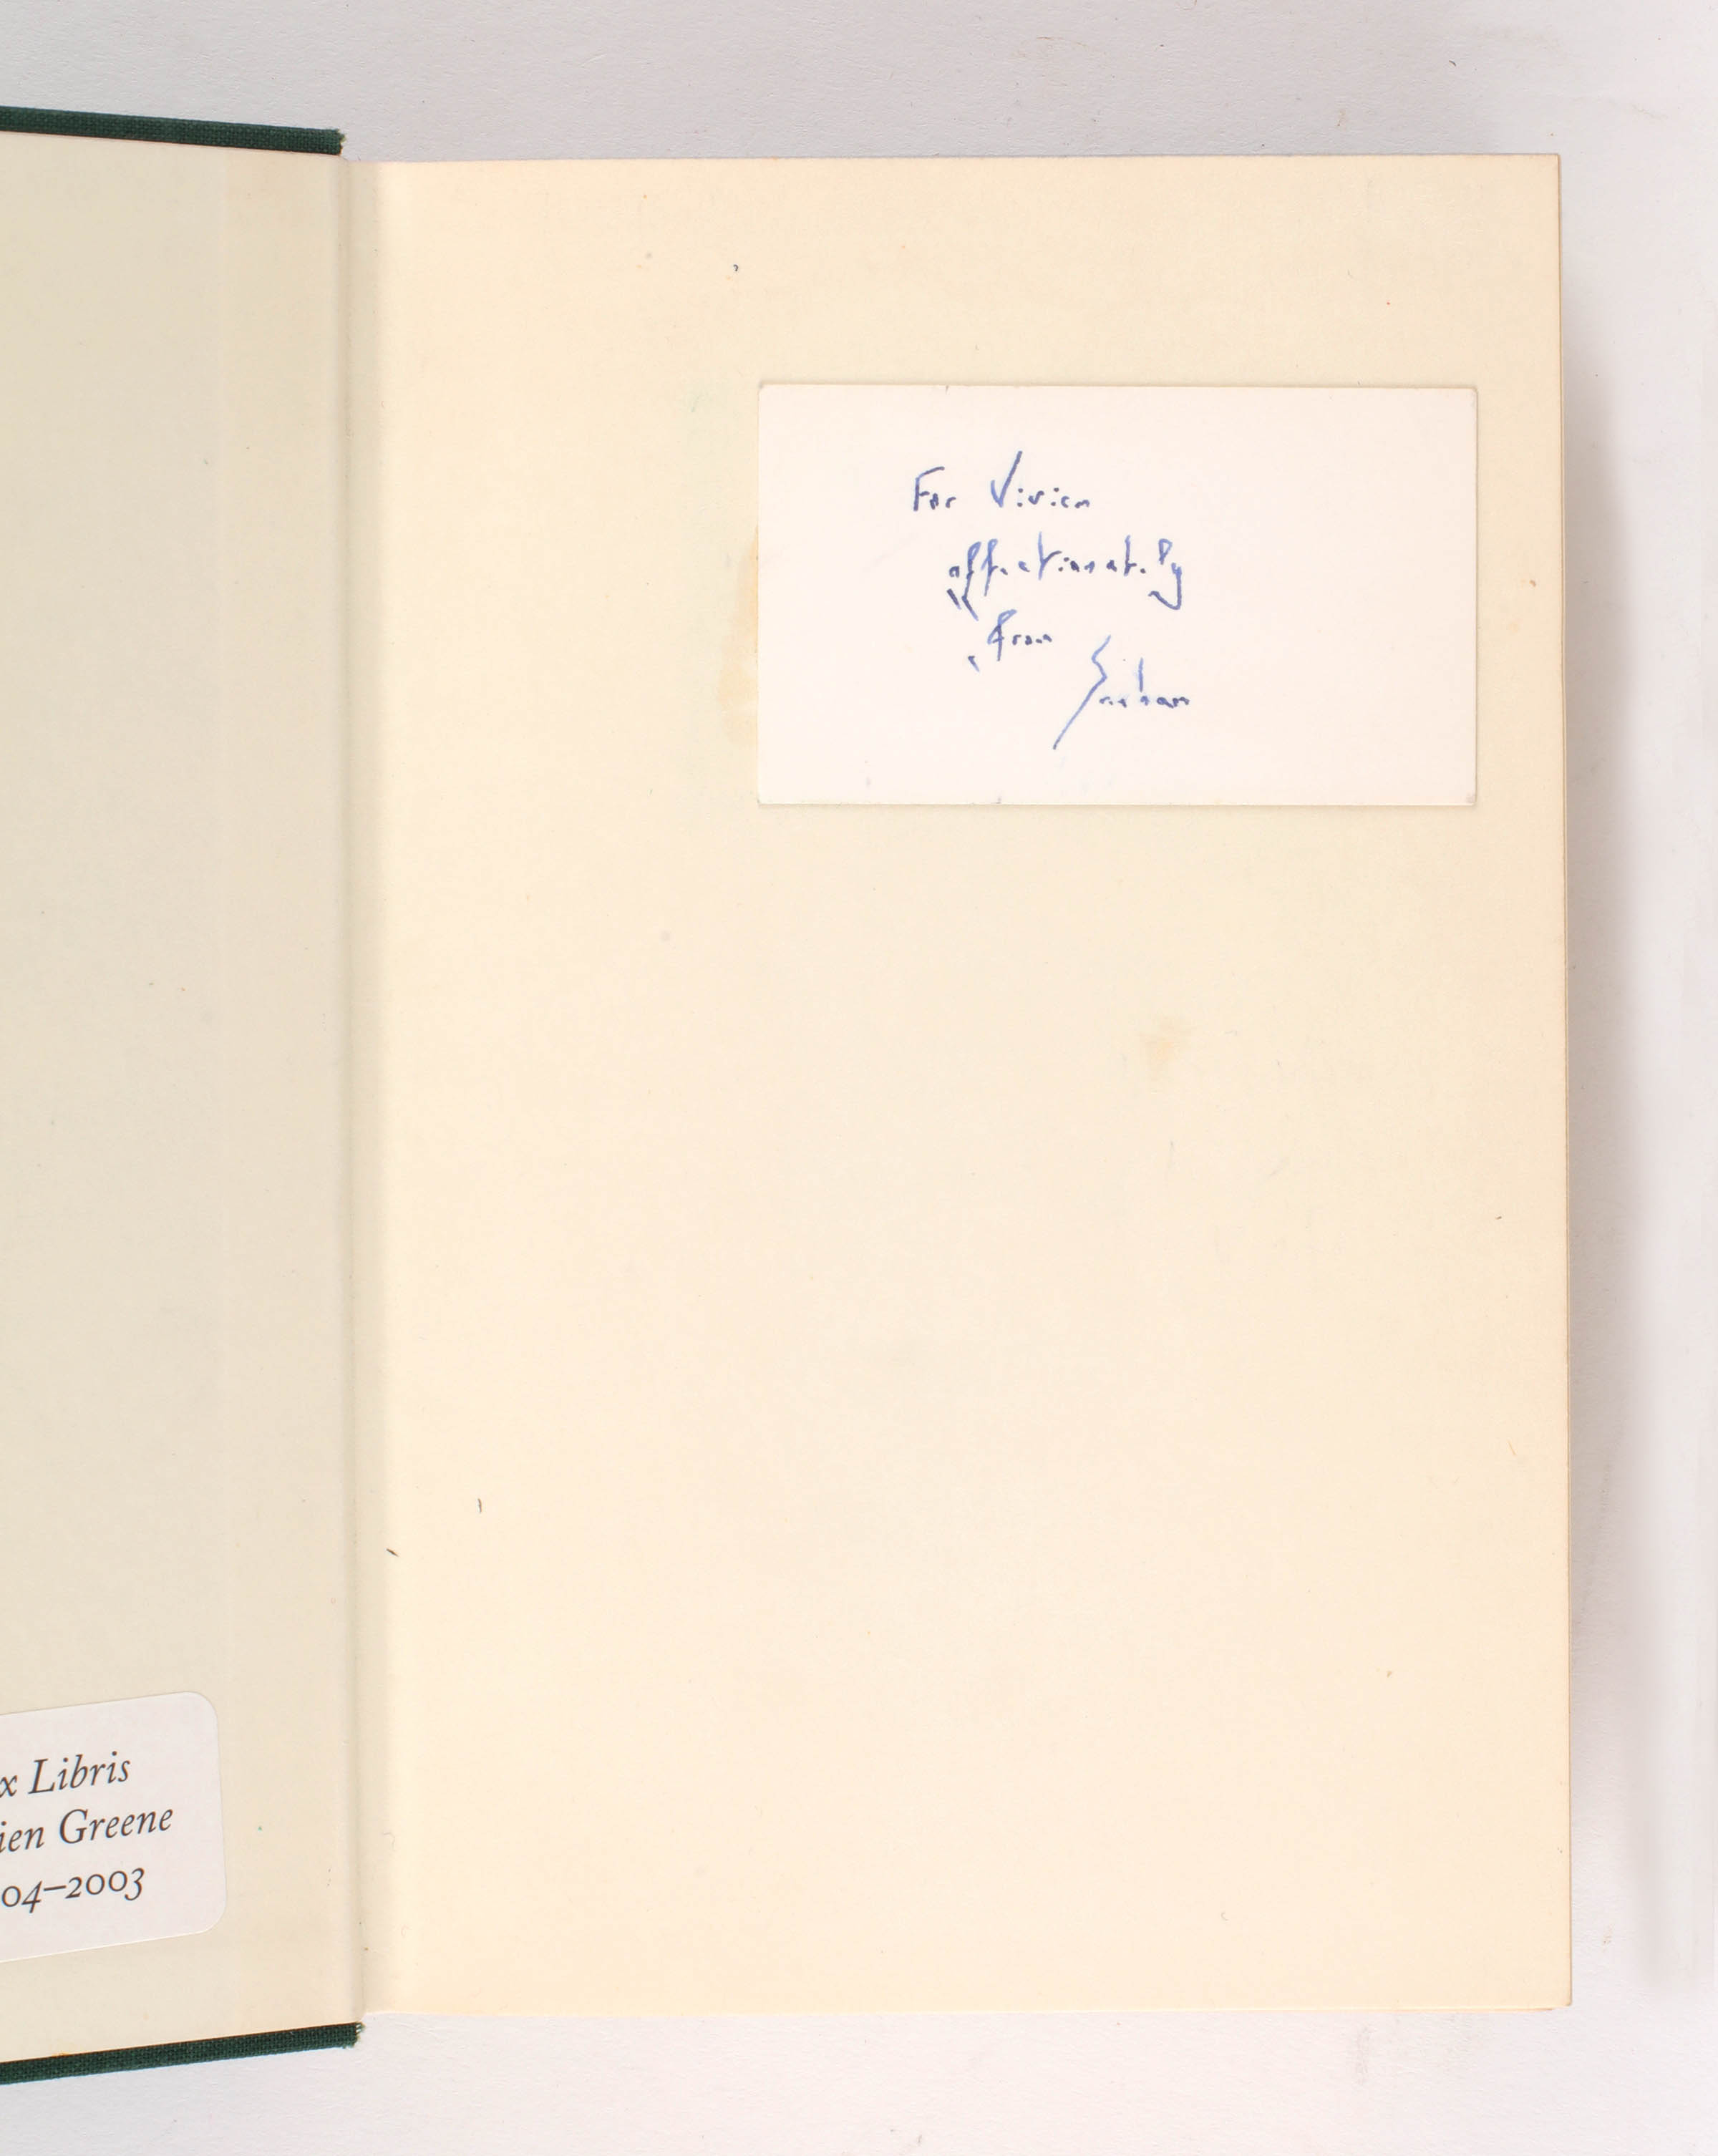 For Vivien
affectionately
from
Graham
x Libris
ien Greene
04–2003